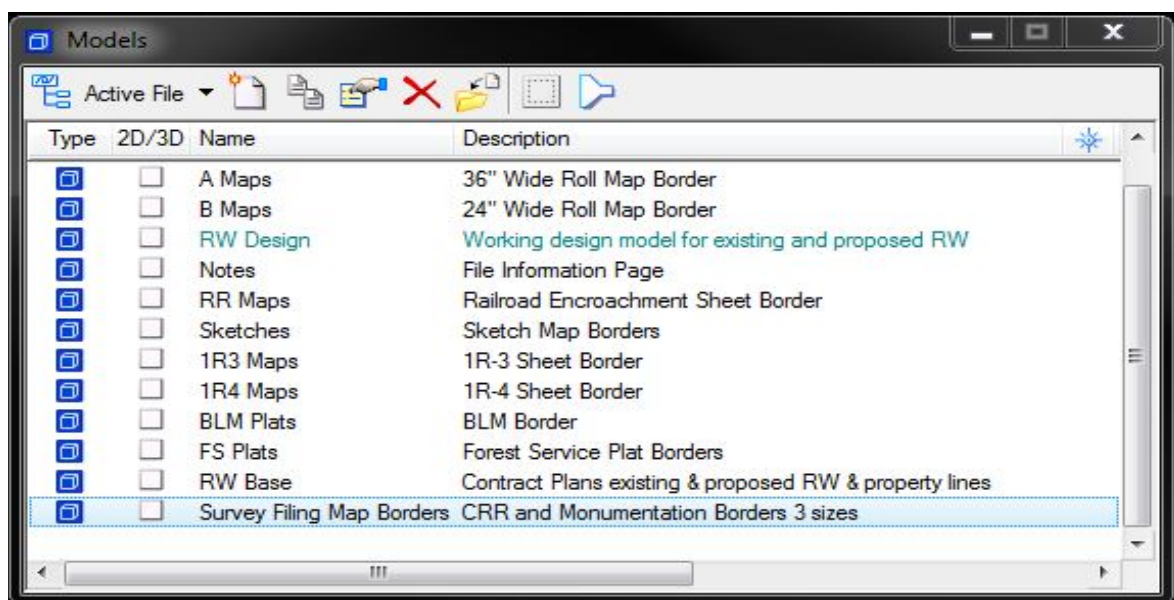 Models
Active File
Type 2D/3D Name Description
A Maps 36" Wide Roll Map Border
B Maps 24" Wide Roll Map Border
RW Design Working design model for existing and proposed RW
Notes File Information Page
RR Maps Railroad Encroachment Sheet Border
Sketches Sketch Map Borders
1R3 Maps 1R-3 Sheet Border
1R4 Maps 1R-4 Sheet Border
BLM Plats BLM Border
FS Plats Forest Service Plat Borders
RW Base Contract Plans existing & proposed RW & property lines
Survey Filing Map Borders CRR and Monumentation Borders 3 sizes